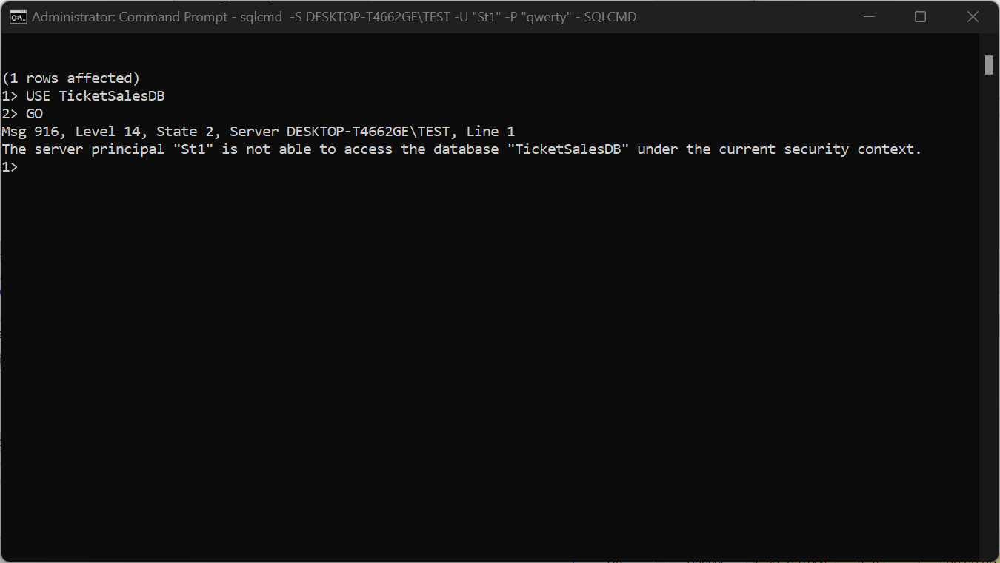 Administrator: Command Prompt - sqlcmd  -S DESKTOP-T4662GE\TEST -U "St1" -P "qwerty" - SQLCMD
(1 rows affected)
1> USE TicketSalesDB
2> GO
Msg 916, Level 14, State 2, Server DESKTOP-T4662GE\TEST, Line 1
The server principal "St1" is not able to access the database "TicketSalesDB" under the current security context.
1>